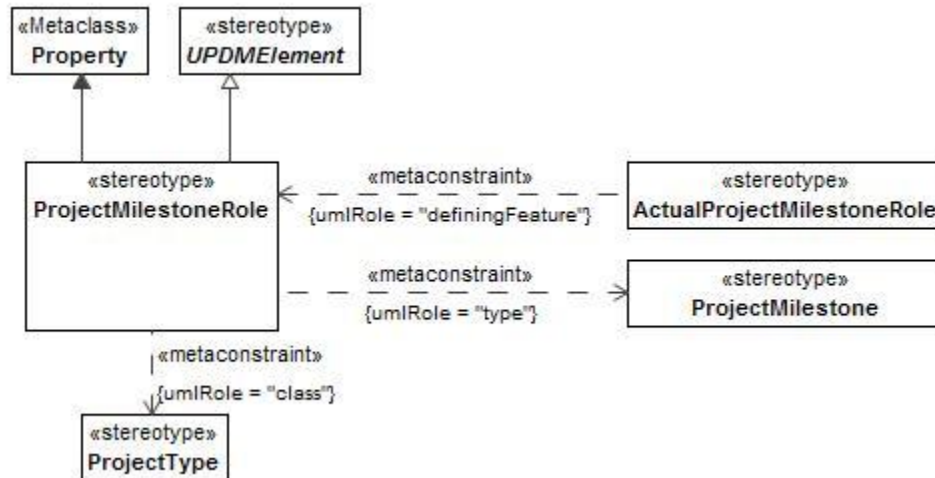 «Metaclass»
Property
«stereotype»
UPDMElement
«stereotype»
ProjectMilestoneRole
«metaconstraint»
{umlRole = "definingFeature"}
«stereotype»
ActualProjectMilestoneRole
«metaconstraint»
{umlRole = "type"}
«stereotype»
ProjectMilestone
«metaconstraint»
{umlRole = "class"}
«stereotype»
ProjectType